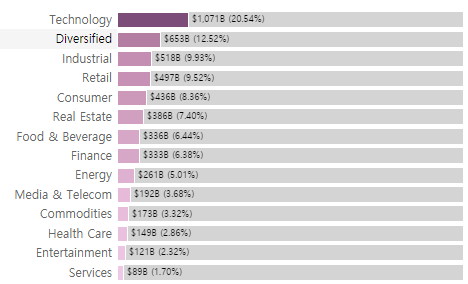 Technology $1,071B (20.54%)
Diversified $653B (12.52%)
Industrial $518B (9.93%)
Retail $497B (9.52%)
Consumer $436B (8.36%)
Real Estate $386B (7.40%)
Food & Beverage $336B (6.44%)
Finance $333B (6.38%)
Energy $261B (5.01%)
Media & Telecom $192B (3.68%)
Commodities $173B (3.32%)
Health Care $149B (2.86%)
Entertainment $121B (2.32%)
Services $89B (1.70%)